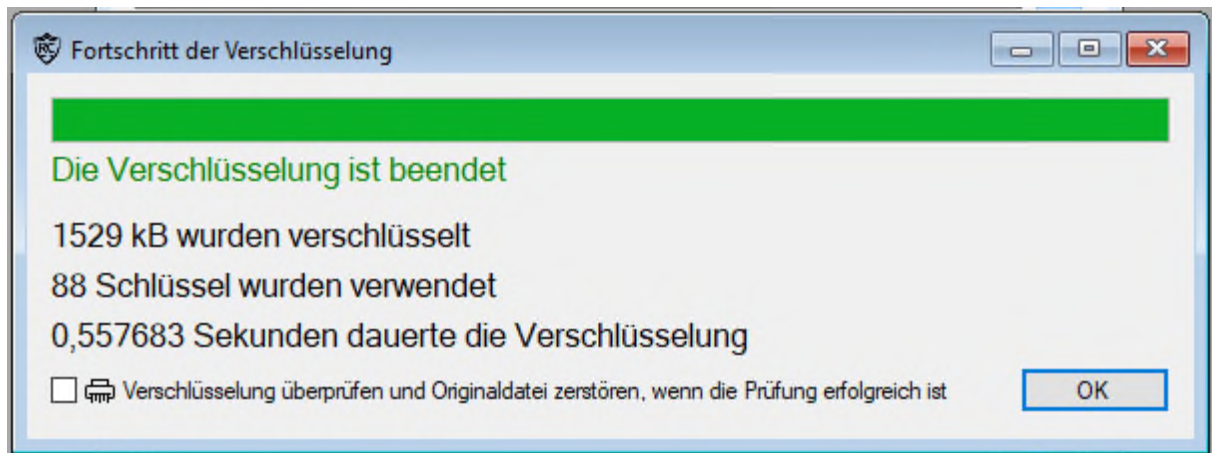 RC Fortschritt der Verschlüsselung
Die Verschlüsselung ist beendet
1529 kB wurden verschlüsselt
88 Schlüssel wurden verwendet
0,557683 Sekunden dauerte die Verschlüsselung
Verschlüsselung überprüfen und Originaldatei zerstören, wenn die Prüfung erfolgreich ist
OK